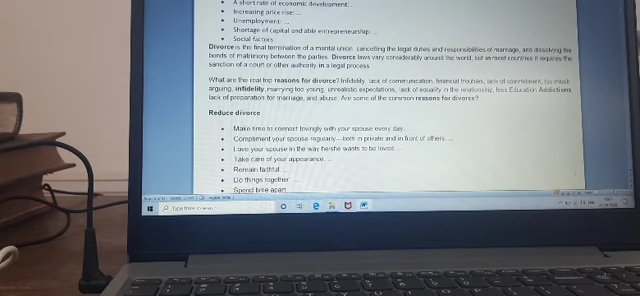 A short rate of economic development: ...
Increasing price rise: ...
Unemployment: ...
Shortage of capital and able entrepreneurship: ...
Social factors
Divorce is the final termination of a marital union, cancelling the legal duties and responsibilities of marriage, and dissolving the
bonds of matrimony between the parties. Divorce laws vary considerably around the world, but in most countries it requires the
sanction of a court or other authority in a legal process
What are the real top reasons for divorce? Infidelity, lack of communication, financial troubles, lack of commitment, too much
arguing, infidelity, marrying too young, unrealistic expectations, lack of equality in the relationship, less Education Addictions
lack of preparation for marriage, and abuse. Are some of the common reasons for divorce?
Reduce divorce
Make time to connect lovingly with your spouse every day. ...
Compliment your spouse regularly—both in private and in front of others. ...
Love your spouse in the way he/she wants to be loved. ...
Take care of your appearance. ...
Remain faithful. ...
Do things together. ...
Spend time apart
Type here to search